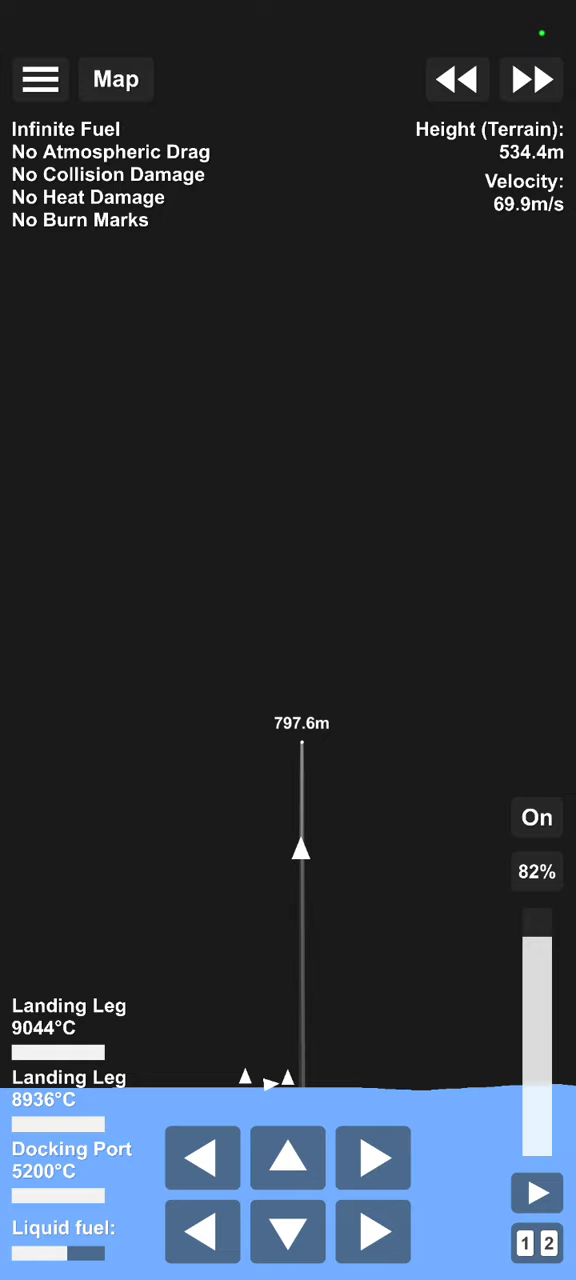 Map
Infinite Fuel
No Atmospheric Drag
No Collision Damage
No Heat Damage
No Burn Marks
Height (Terrain):
534.4m
Velocity:
69.9m/s
797.6m
On
82%
Landing Leg
9044°C
Landing Leg
8936°C
Docking Port
5200°C
Liquid fuel:
1 2